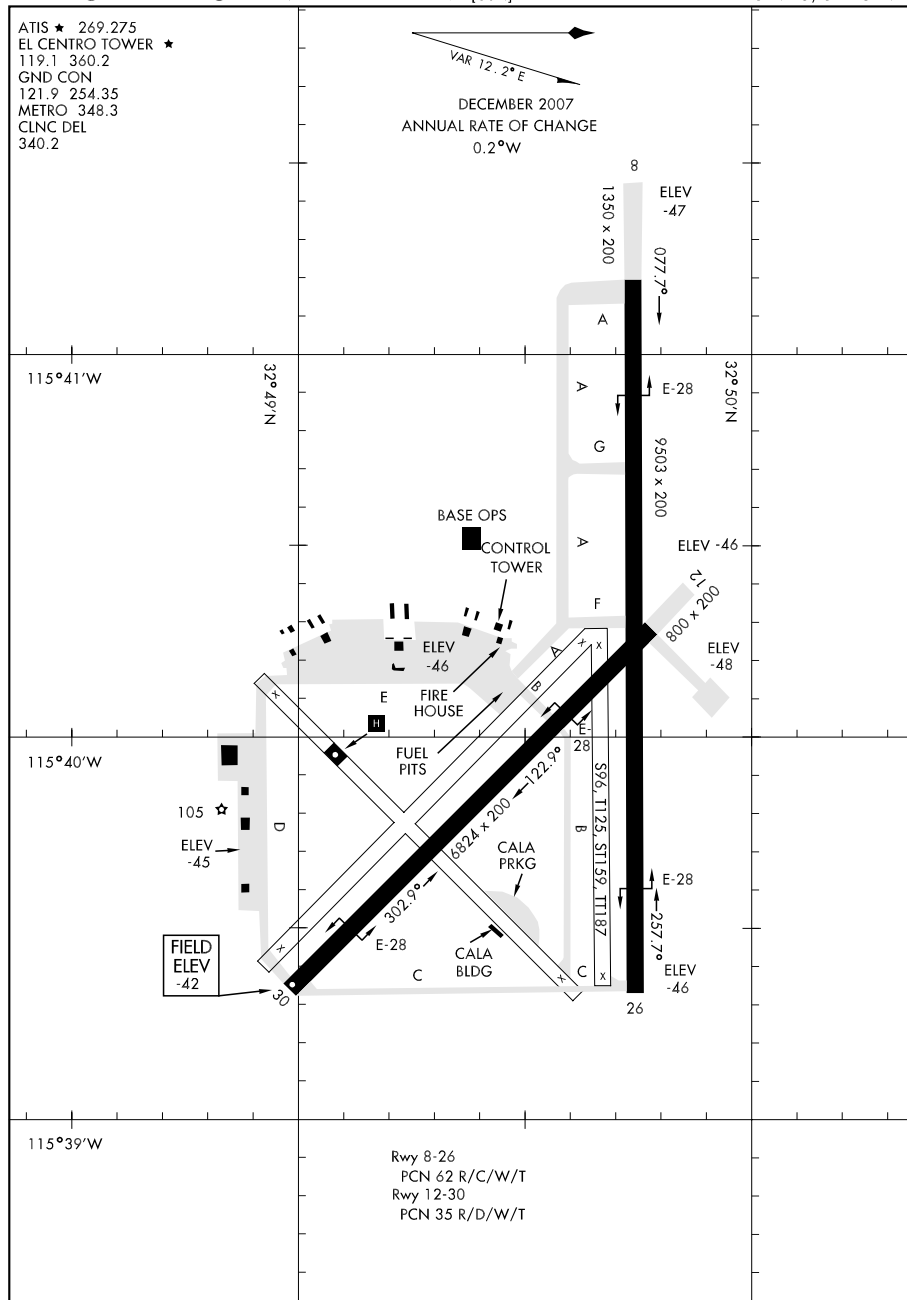 ATIS ★ 269.275
EL CENTRO TOWER ★
119.1 360.2
GND CON
121.9 254.35
METRO 348.3
CLNC DEL
340.2
VAR 12.2° E
DECEMBER 2007
ANNUAL RATE OF CHANGE
0.2°W
8
ELEV
-47
1350 x 200
077.7°
A
115°41'W
32°49'N
32°50'N
A
E-28
G
9503 x 200
BASE OPS
CONTROL
TOWER
A
ELEV -46
F
12
800 x 200
ELEV
-48
ELEV
-46
A
B
E
FIRE
HOUSE
H
E-
28
FUEL
PITS
115°40'W
122.9°
6824 x 200
302.9°
S96, T125, ST159, TT187
105
D
B
ELEV
-45
CALA
PRKG
E-28
257.7°
E-28
CALA
BLDG
C
C
FIELD
ELEV
-42
30
ELEV
-46
26
x
x
x
x
x
x
115°39'W
Rwy 8-26
PCN 62 R/C/W/T
Rwy 12-30
PCN 35 R/D/W/T